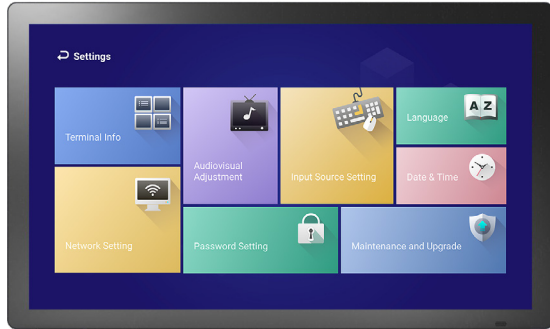 Settings
Terminal Info
Audiovisual
Adjustment
Input Source Setting
Language
A Z
Date & Time
Network Setting
Password Setting
Maintenance and Upgrade